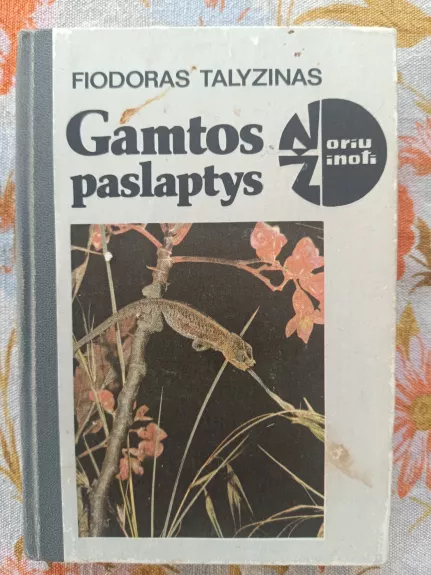 FIODORAS TALYZINAS
Gamtos
paslaptys
Noriu
Žinoti